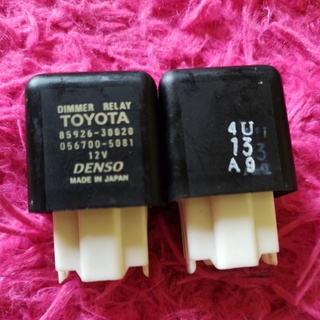 DIMMER RELAY
TOYOTA
85926-30020
056700-5081
12V
DENSO
MADE IN JAPAN
4U
13
A9